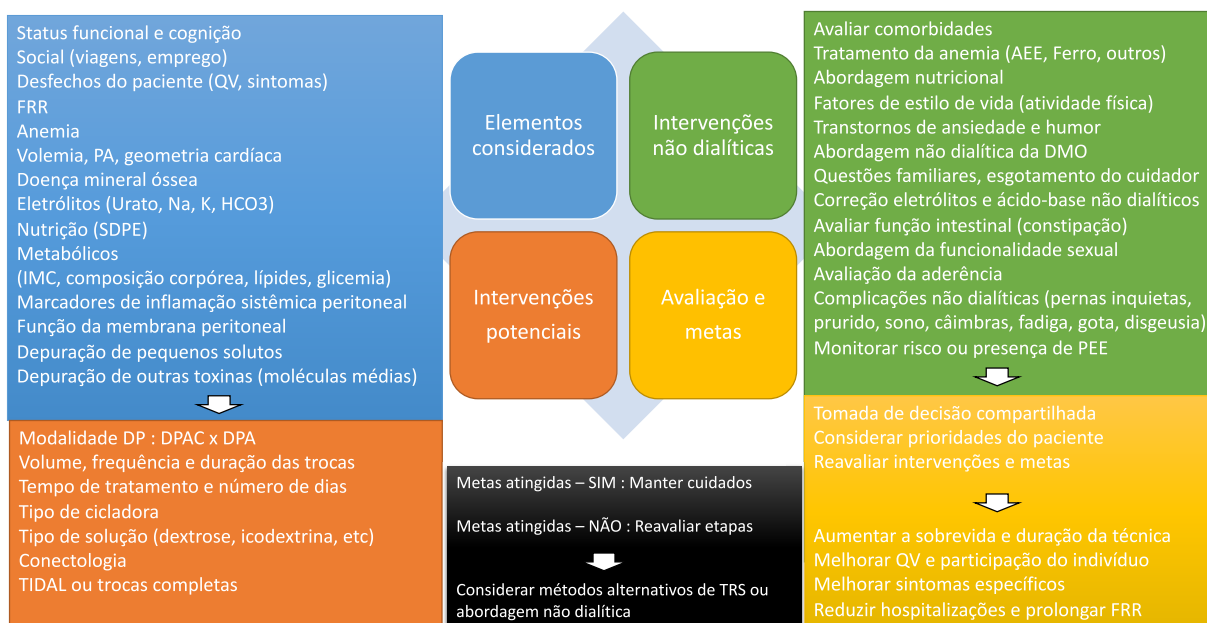 Status funcional e cognição
Social (viagens, emprego)
Desfechos do paciente (QV, sintomas)
FRR
Anemia
Volemia, PA, geometria cardíaca
Doença mineral óssea
Eletrólitos (Urato, Na, K, HCO3)
Nutrição (SDPE)
Metabólicos
(IMC, composição corpórea, lípides, glicemia)
Marcadores de inflamação sistêmica peritoneal
Função da membrana peritoneal
Depuração de pequenos solutos
Depuração de outras toxinas (moléculas médias)
Modalidade DP : DPAC x DPA
Volume, frequência e duração das trocas
Tempo de tratamento e número de dias
Tipo de cicladora
Tipo de solução (dextrose, icodextrina, etc)
Conectologia
TIDAL ou trocas completas
Elementos
considerados
Intervenções
não dialíticas
Intervenções
potenciais
Avaliação e
metas
Metas atingidas – SIM : Manter cuidados
Metas atingidas – NÃO : Reavaliar etapas
Considerar métodos alternativos de TRS ou
abordagem não dialítica
Avaliar comorbidades
Tratamento da anemia (AEE, Ferro, outros)
Abordagem nutricional
Fatores de estilo de vida (atividade física)
Transtornos de ansiedade e humor
Abordagem não dialítica da DMO
Questões familiares, esgotamento do cuidador
Correção eletrólitos e ácido-base não dialíticos
Avaliar função intestinal (constipação)
Abordagem da funcionalidade sexual
Avaliação da aderência
Complicações não dialíticas (pernas inquietas,
prurido, sono, câimbras, fadiga, gota, disgeusia)
Monitorar risco ou presença de PEE
Tomada de decisão compartilhada
Considerar prioridades do paciente
Reavaliar intervenções e metas
Aumentar a sobrevida e duração da técnica
Melhorar QV e participação do indivíduo
Melhorar sintomas específicos
Reduzir hospitalizações e prolongar FRR